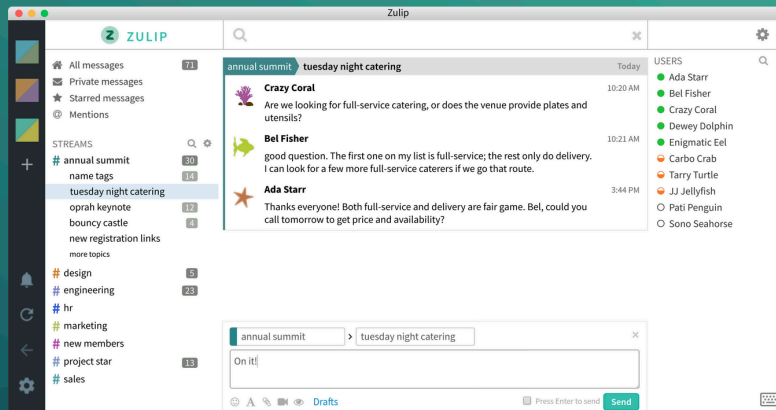 Zulip
ZULIP
All messages 71
Private messages
Starred messages
@ Mentions
STREAMS
# annual summit 30
name tags 14
tuesday night catering
oprah keynote 12
bouncy castle 4
new registration links
more topics
# design 5
# engineering 23
# hr
# marketing
# new members
# project star 13
# sales
annual summit tuesday night catering Today
Crazy Coral 10:20 AM
Are we looking for full-service catering, or does the venue provide plates and
utensils?
Bel Fisher 10:21 AM
good question. The first one on my list is full-service; the rest only do delivery.
I can look for a few more full-service caterers if we go that route.
Ada Starr 3:44 PM
Thanks everyone! Both full-service and delivery are fair game. Bel, could you
call tomorrow to get price and availability?
annual summit > tuesday night catering
On it!
Drafts Press Enter to send Send
USERS
Ada Starr
Bel Fisher
Crazy Coral
Dewey Dolphin
Enigmatic Eel
Carbo Crab
Tarry Turtle
JJ Jellyfish
Pati Penguin
Sono Seahorse